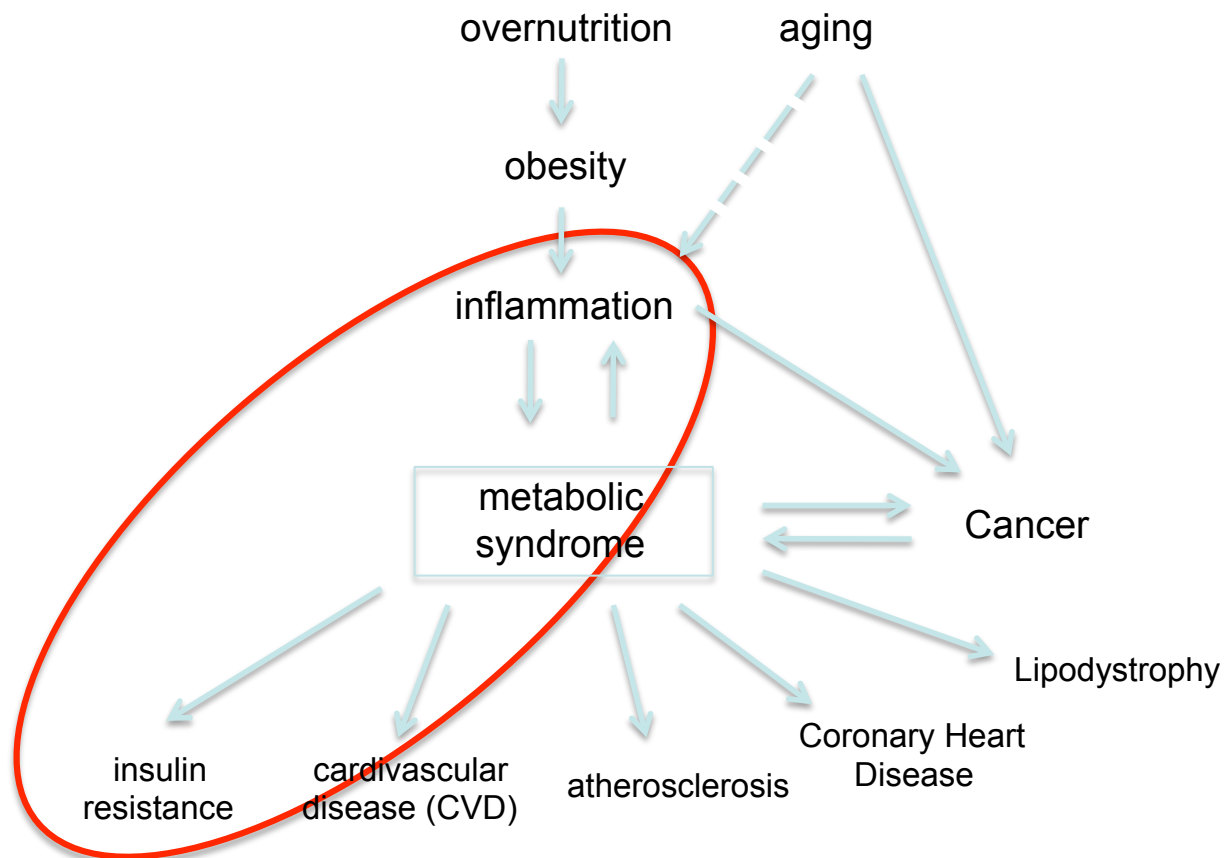 overnutrition
aging
obesity
inflammation
metabolic
syndrome
Cancer
Lipodystrophy
Coronary Heart
Disease
insulin
resistance
cardivascular
disease (CVD)
atherosclerosis